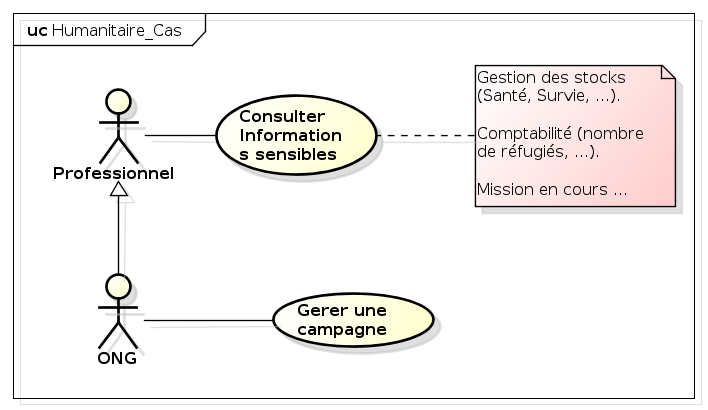 uc Humanitaire_Cas
Gestion des stocks
(Santé, Survie, ...).
Comptabilité (nombre
de réfugiés, ...).
Mission en cours ...
Consulter
Information
s sensibles
Professionnel
Gerer une
campagne
ONG